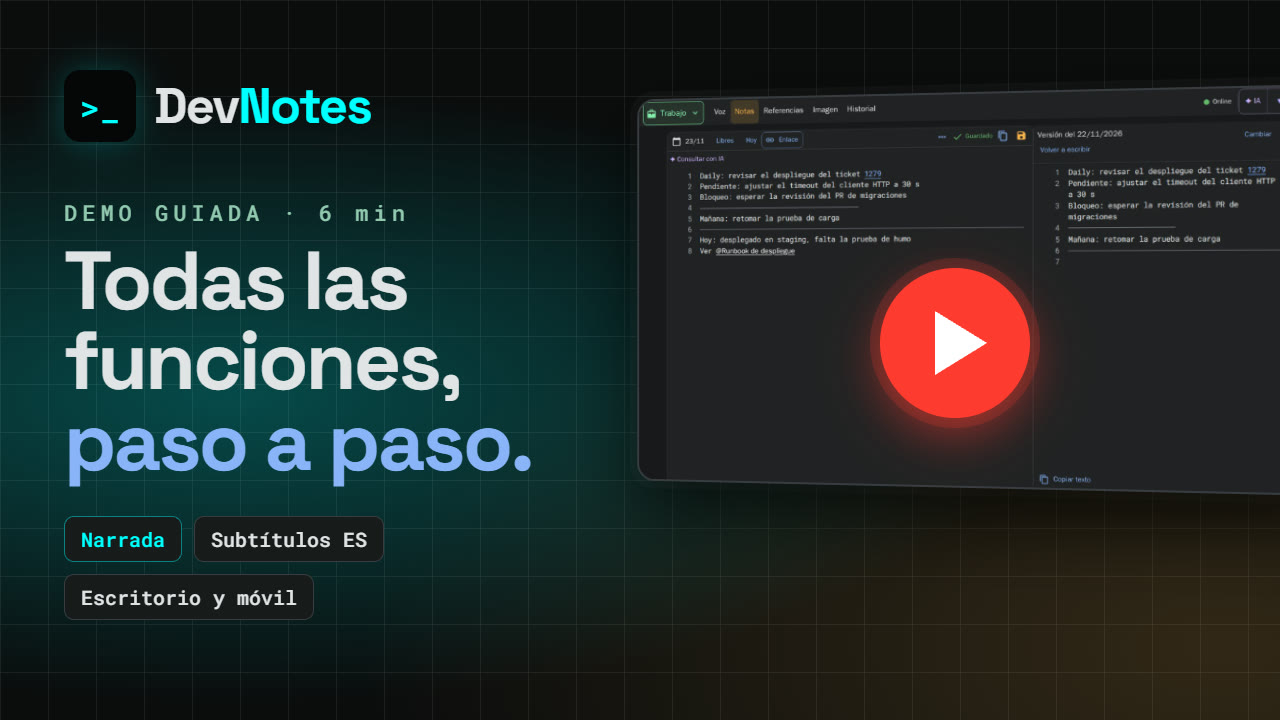 >_ DevNotes
DEMO GUIADA · 6 min
Todas las
funciones,
paso a paso.
Narrada
Subtítulos ES
Escritorio y móvil
Trabajo
Voz
Notas
Referencias
Imagen
Historial
Online
IA
23/11
Libres
Hoy
Enlace
Guardado
Consultar con IA
1 Daily: revisar el despliegue del ticket 1279
2 Pendiente: ajustar el timeout del cliente HTTP a 30 s
3 Bloqueo: esperar la revisión del PR de migraciones
4
5 Mañana: retomar la prueba de carga
6
7 Hoy: desplegado en staging, falta la prueba de humo
8 Ver @Runbook de despliegue
Versión del 22/11/2026
Cambiar
Volver a escribir
1 Daily: revisar el despliegue del ticket 1279
2 Pendiente: ajustar el timeout del cliente HTTP
a 30 s
3 Bloqueo: esperar la revisión del PR de
migraciones
4
5 Mañana: retomar la prueba de carga
6
7
Copiar texto